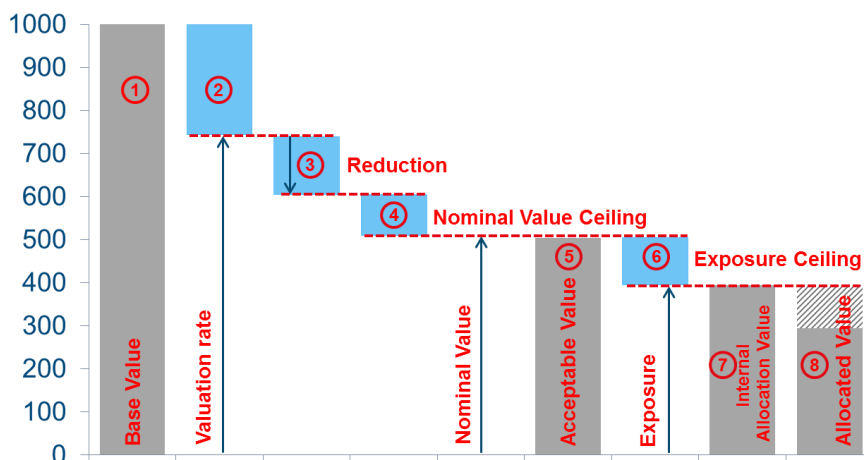 1000
900
800
700
600
500
400
300
200
100
0
1
Base Value
2
Valuation rate
3
Reduction
4
Nominal Value Ceiling
Nominal Value
5
Acceptable Value
6
Exposure Ceiling
Exposure
7
Internal
Allocation Value
8
Allocated Value